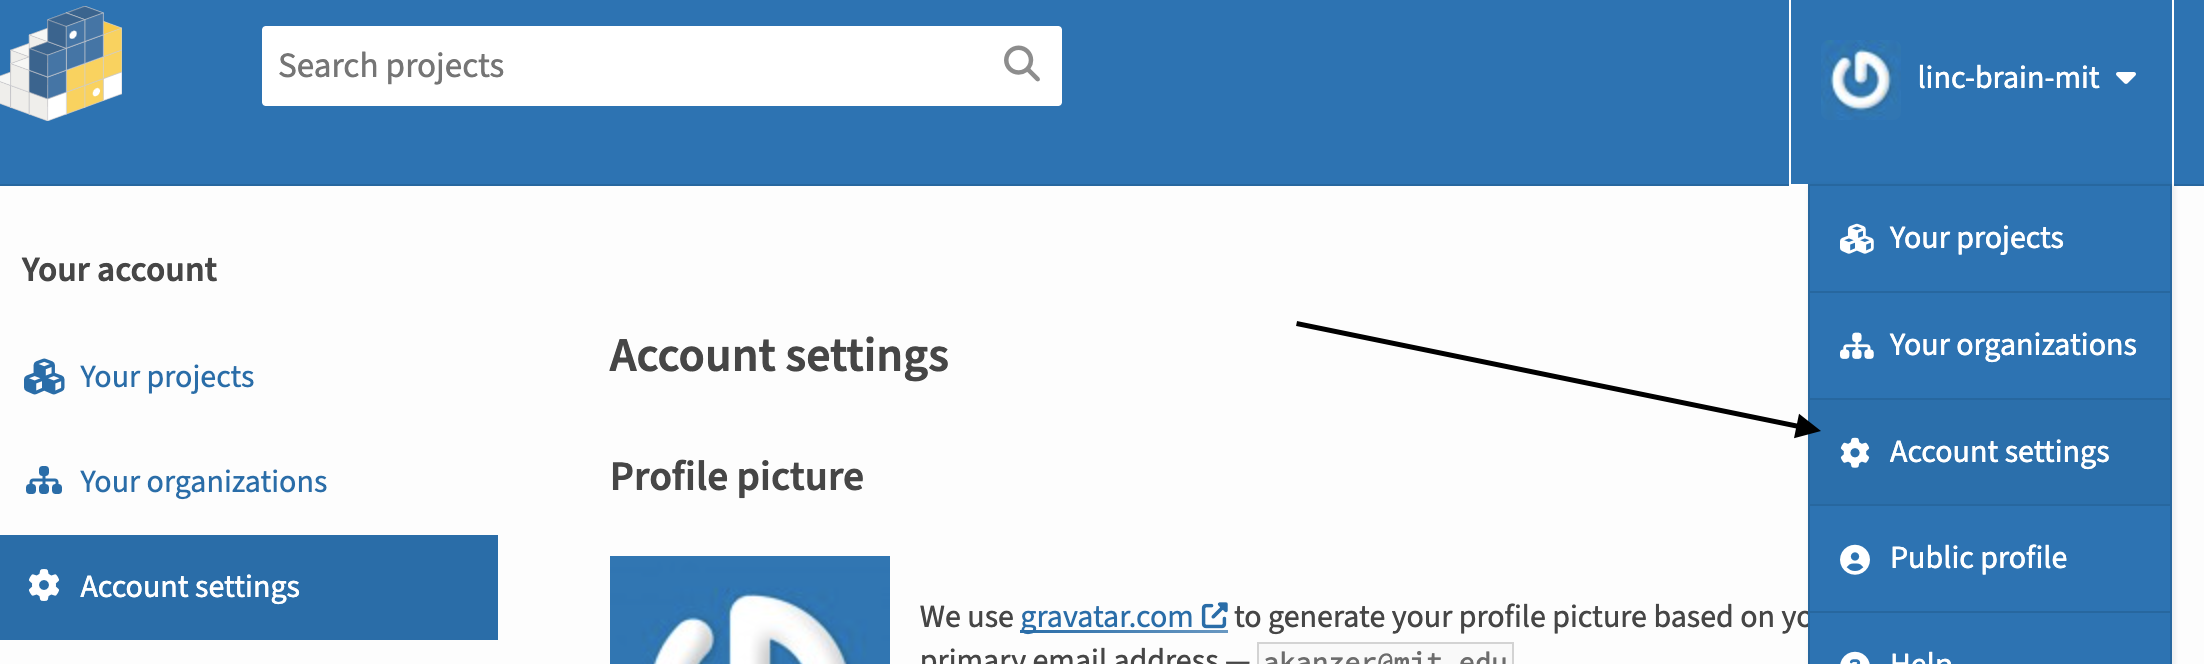 Search projects
linc-brain-mit
Your projects
Your organizations
Account settings
Public profile
Help
Your account
Your projects
Your organizations
Account settings
Account settings
Profile picture
We use gravatar.com to generate your profile picture based on
primary email address — akanzer@mit.edu